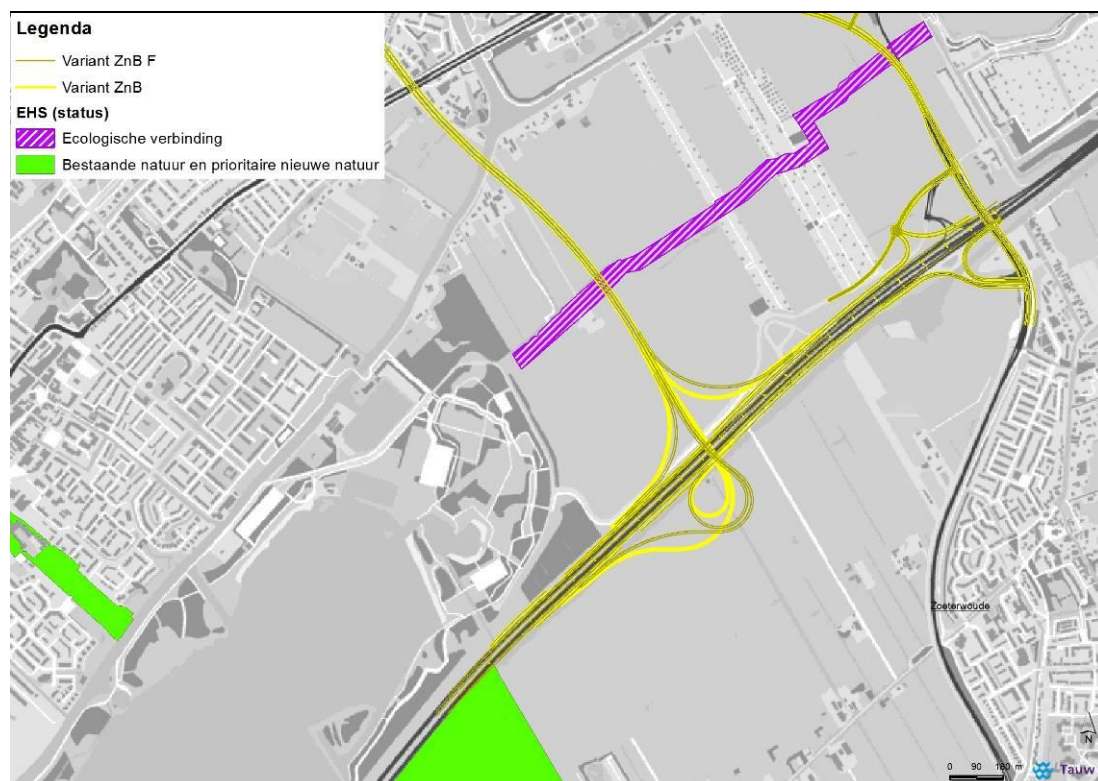 Legenda
Variant ZnB F
Variant ZnB
EHS (status)
Ecologische verbinding
Bestaande natuur en prioritaire nieuwe natuur
Zoeterwoude
N
0 90 180 m
Tauw